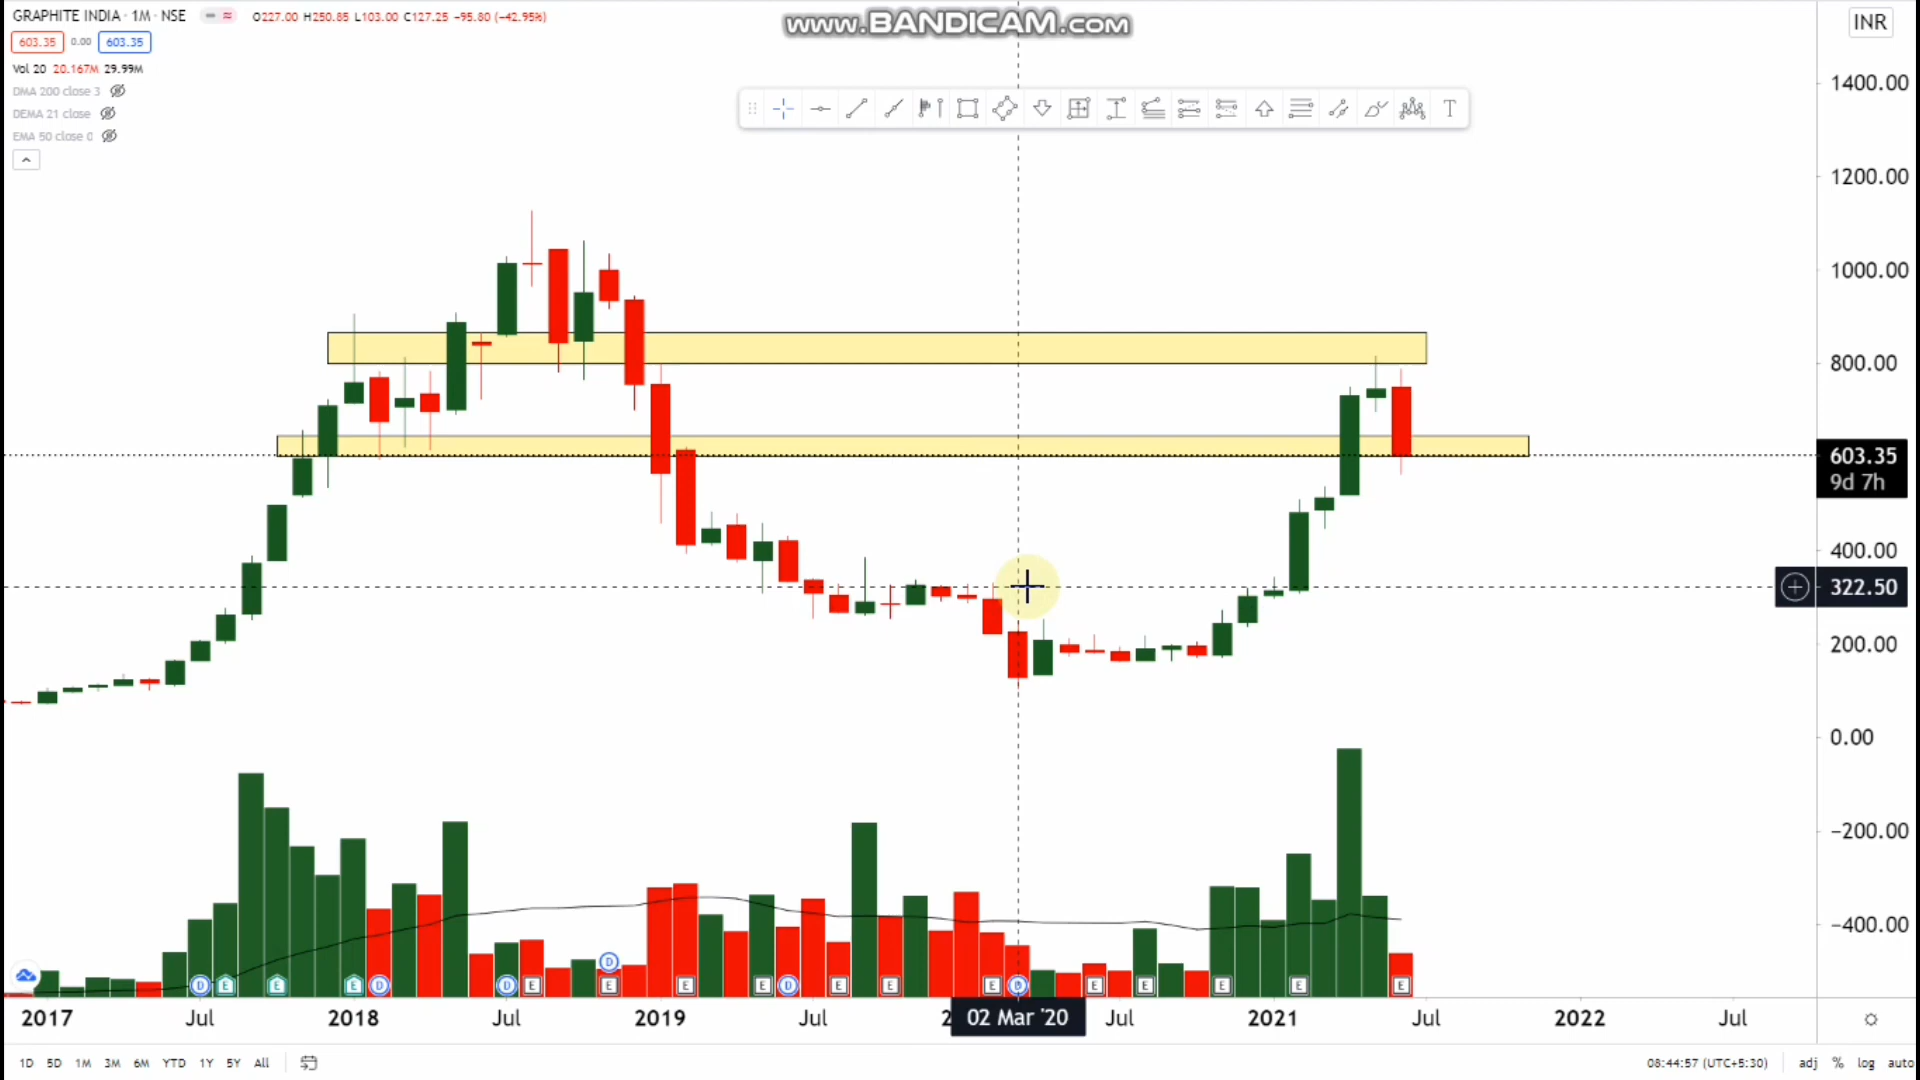 GRAPHITE INDIA · 1M · NSE O227.00 H250.85 L103.00 C127.25 −95.80 (−42.95%)
www.BANDICAM.com
INR
603.35 0.00 603.35
Vol 20 20.167M 29.99M
DMA 200 close 3
DEMA 21 close
EMA 50 close 0
T
1400.00
1200.00
1000.00
800.00
603.35
9d 7h
400.00
322.50
200.00
0.00
−200.00
−400.00
D E E E D D E D E E E D E E E D E E E E E
2017 Jul 2018 Jul 2019 Jul 2 02 Mar '20 Jul 2021 Jul 2022 Jul
1D 5D 1M 3M 6M YTD 1Y 5Y All 08:44:57 (UTC+5:30) adj % log auto